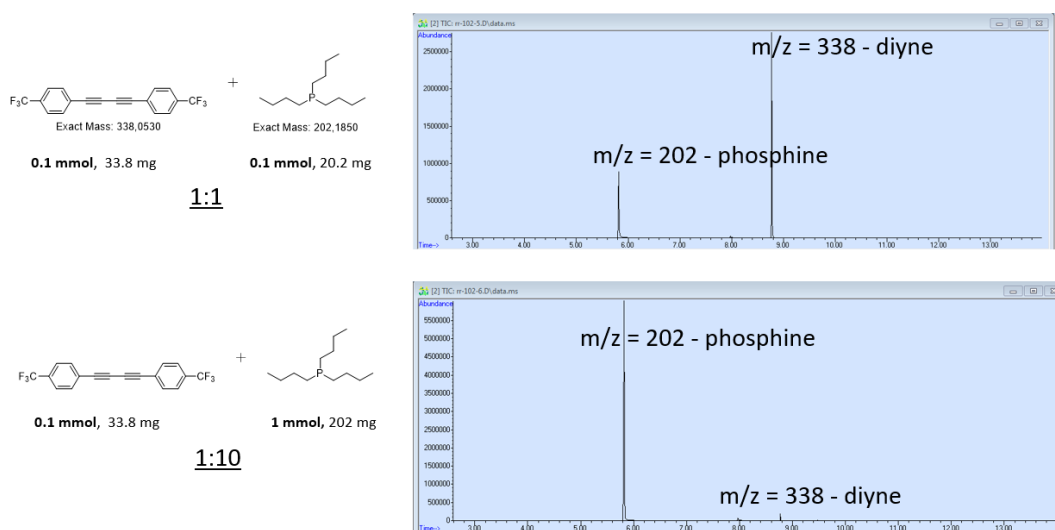 [2] TIC: rr-102-5.D\data.ms
Abundance
m/z = 338 - diyne
2500000
2000000
1500000
1000000
500000
0
m/z = 202 - phosphine
Time-->
3.00 4.00 5.00 6.00 7.00 8.00 9.00 10.00 11.00 12.00 13.00
F₃C
CF₃
+
P
Exact Mass: 338,0530
Exact Mass: 202,1850
0.1 mmol, 33.8 mg
0.1 mmol, 20.2 mg
1:1
[2] TIC: rr-102-6.D\data.ms
Abundance
m/z = 202 - phosphine
5500000
5000000
4500000
4000000
3500000
3000000
2500000
2000000
1500000
1000000
500000
0
m/z = 338 - diyne
Time-->
3.00 4.00 5.00 6.00 7.00 8.00 9.00 10.00 11.00 12.00 13.00
F₃C
CF₃
+
P
0.1 mmol, 33.8 mg
1 mmol, 202 mg
1:10